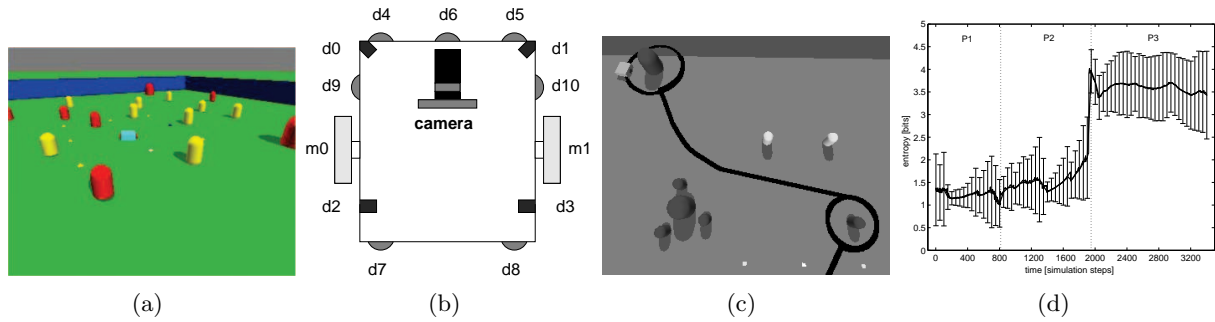 d4 d6 d5
d0 d1
d9 d10
camera
m0 m1
d2 d3
d7 d8
5
4.5
4
3.5
3
2.5
2
1.5
1
0.5
0
entropy [bits]
P1 P2 P3
0 400 800 1200 1600 2000 2400 2800 3200
time [simulation steps]
(a) (b) (c) (d)